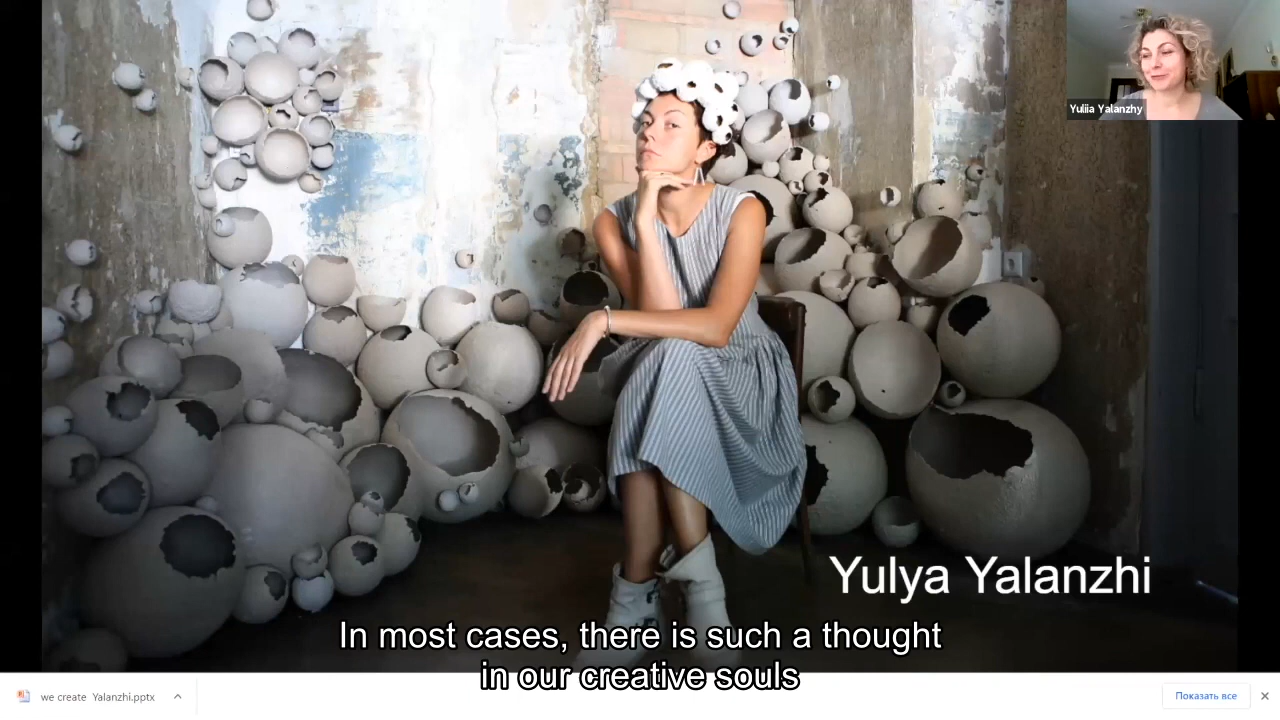 Yuliia Yalanzhy
Yulya Yalanzhi
In most cases, there is such a thought
in our creative souls
we create Yalanzhi.pptx
Показать все